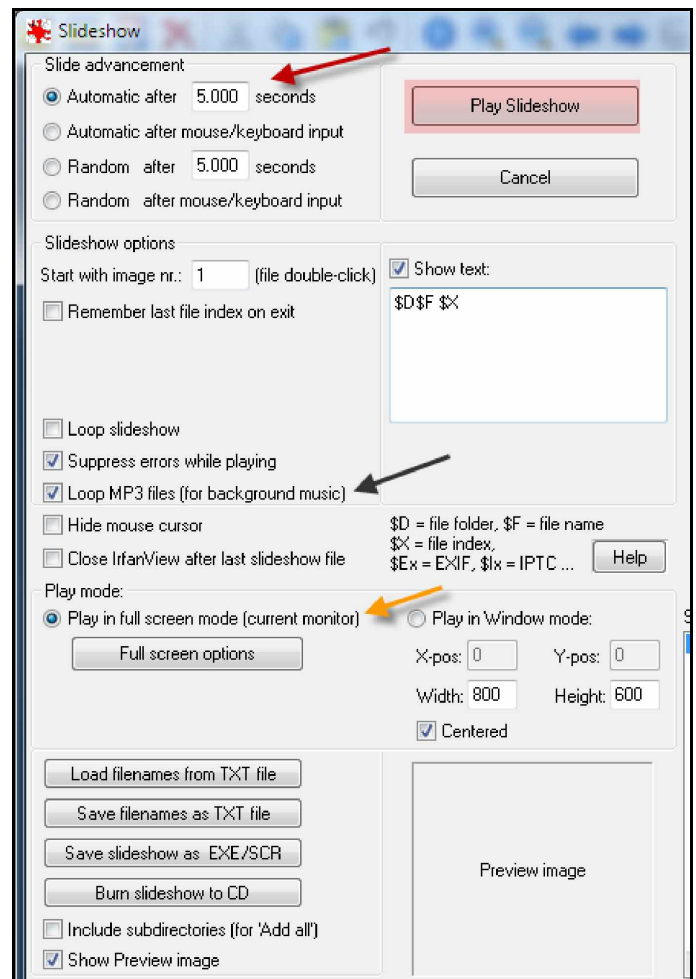 Slideshow
Slide advancement
Automatic after 5.000 seconds
Automatic after mouse/keyboard input
Random after 5.000 seconds
Random after mouse/keyboard input
Play Slideshow
Cancel
Slideshow options
Start with image nr.: 1 (file double-click)
Remember last file index on exit
Loop slideshow
Suppress errors while playing
Loop MP3 files (for background music)
Hide mouse cursor
Close IrfanView after last slideshow file
Show text:
$D$F $X
$D = file folder, $F = file name
$X = file index,
$Ex = EXIF, $Ix = IPTC ...
Help
Play mode:
Play in full screen mode (current monitor)
Full screen options
Play in Window mode:
X-pos: 0 Y-pos: 0
Width: 800 Height: 600
Centered
Load filenames from TXT file
Save filenames as TXT file
Save slideshow as EXE/SCR
Burn slideshow to CD
Include subdirectories (for 'Add all')
Show Preview image
Preview image